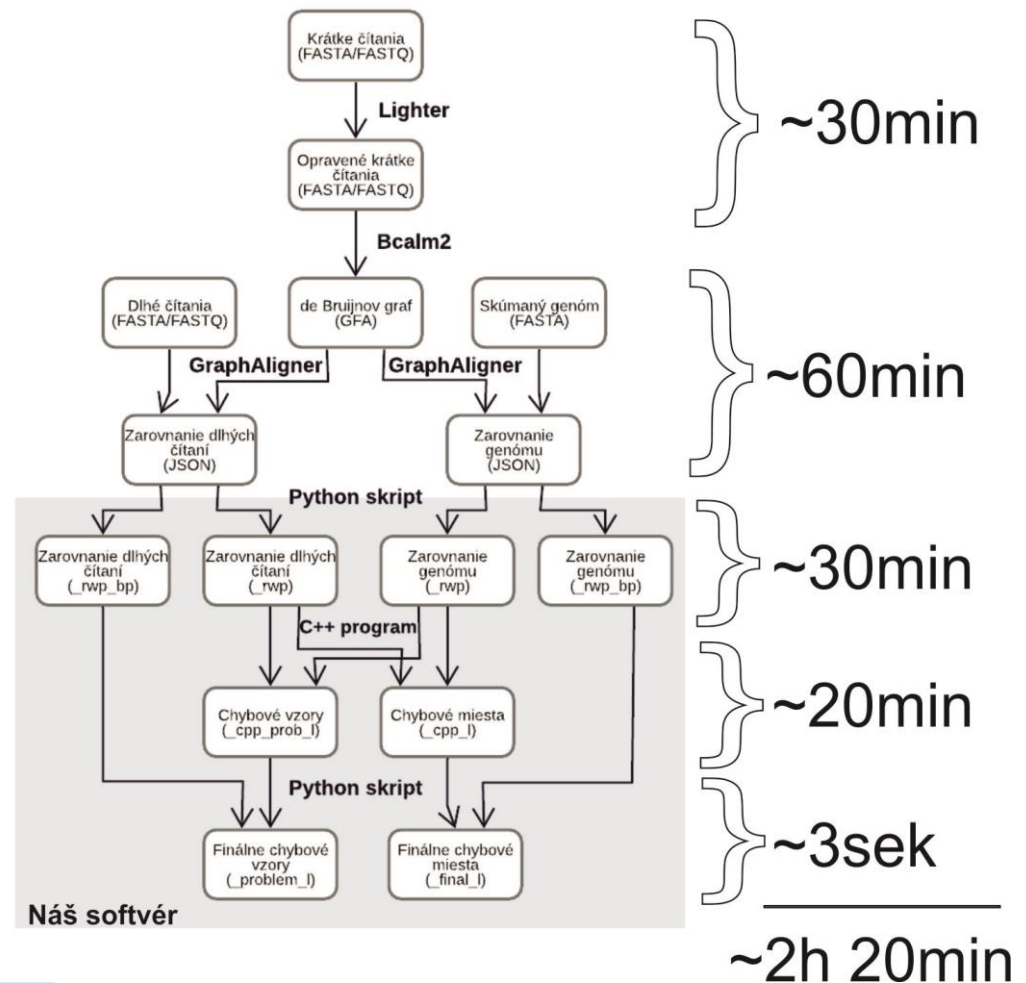 Krátke čítania
(FASTA/FASTQ)
~30min
Lighter
Opravené krátke
čítania
(FASTA/FASTQ)
Bcalm2
Dlhé čítania
(FASTA/FASTQ)
de Bruijnov graf
(GFA)
Skúmaný genóm
(FASTA)
~60min
GraphAligner
GraphAligner
Zarovnanie dlhých
čítaní
(JSON)
Zarovnanie
genómu
(JSON)
Python skript
Zarovnanie dlhých
čítaní
(_rwp_bp)
Zarovnanie dlhých
čítaní
(_rwp)
Zarovnanie
genómu
(_rwp)
Zarovnanie
genómu
(_rwp_bp)
~30min
C++ program
Chybové vzory
(_cpp_prob_l)
Chybové miesta
(_cpp_l)
~20min
Python skript
Finálne chybové
vzory
(_problem_l)
Finálne chybové
miesta
(_final_l)
~3sek
Náš softvér
~2h 20min